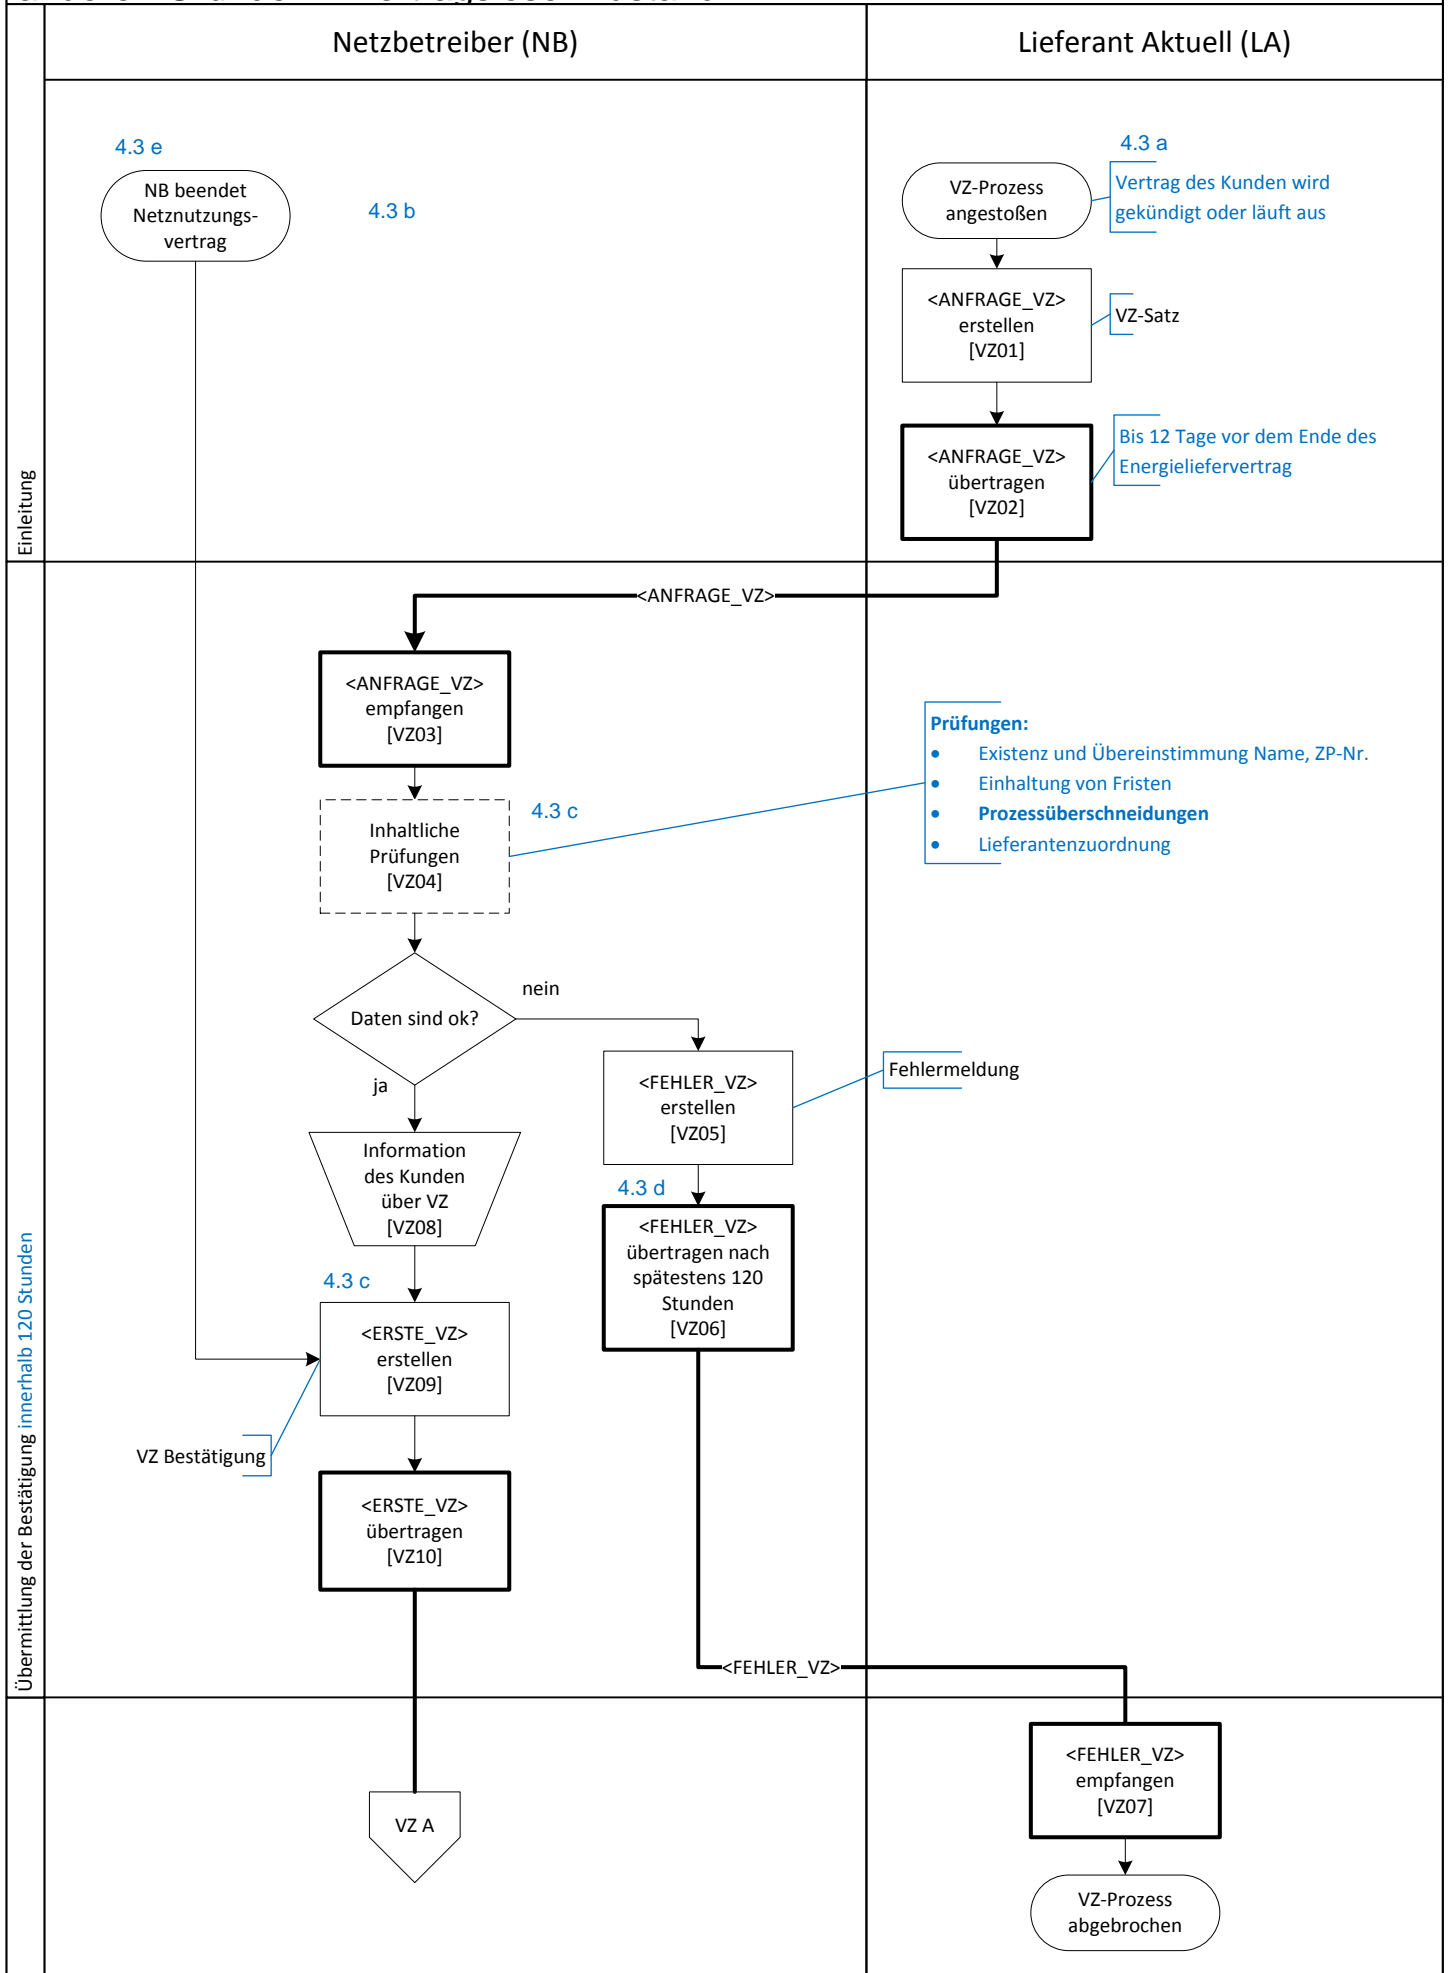 Netzbetreiber (NB)
Lieferant Aktuell (LA)
Einleitung
4.3 e
NB beendet
Netznutzungs-
vertrag
4.3 b
4.3 a
VZ-Prozess
angestoßen
Vertrag des Kunden wird
gekündigt oder läuft aus
<ANFRAGE_VZ>
erstellen
[VZ01]
VZ-Satz
<ANFRAGE_VZ>
übertragen
[VZ02]
Bis 12 Tage vor dem Ende des
Energieliefervertrag
Übermittlung der Bestätigung innerhalb 120 Stunden
<ANFRAGE_VZ>
<ANFRAGE_VZ>
empfangen
[VZ03]
Prüfungen:
• Existenz und Übereinstimmung Name, ZP-Nr.
• Einhaltung von Fristen
• Prozessüberschneidungen
• Lieferantenzuordnung
4.3 c
Inhaltliche
Prüfungen
[VZ04]
Daten sind ok?
nein
ja
<FEHLER_VZ>
erstellen
[VZ05]
Fehlermeldung
Information
des Kunden
über VZ
[VZ08]
4.3 d
<FEHLER_VZ>
übertragen nach
spätestens 120
Stunden
[VZ06]
4.3 c
<ERSTE_VZ>
erstellen
[VZ09]
VZ Bestätigung
<ERSTE_VZ>
übertragen
[VZ10]
<FEHLER_VZ>
<FEHLER_VZ>
empfangen
[VZ07]
VZ A
VZ-Prozess
abgebrochen